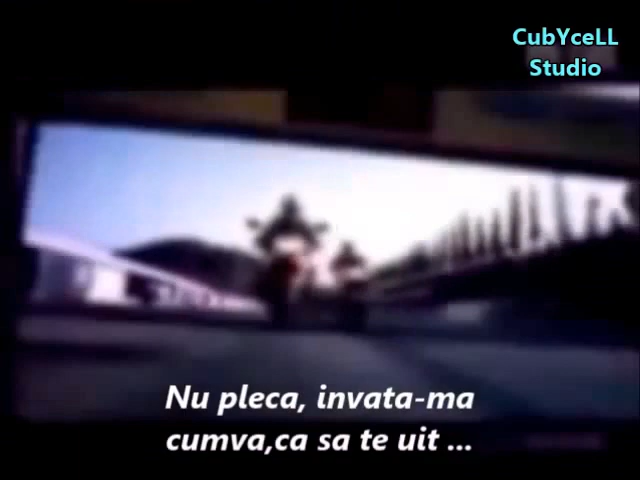 CubYceLL
Studio
Nu pleca, invata-ma
cumva,ca sa te uit ...